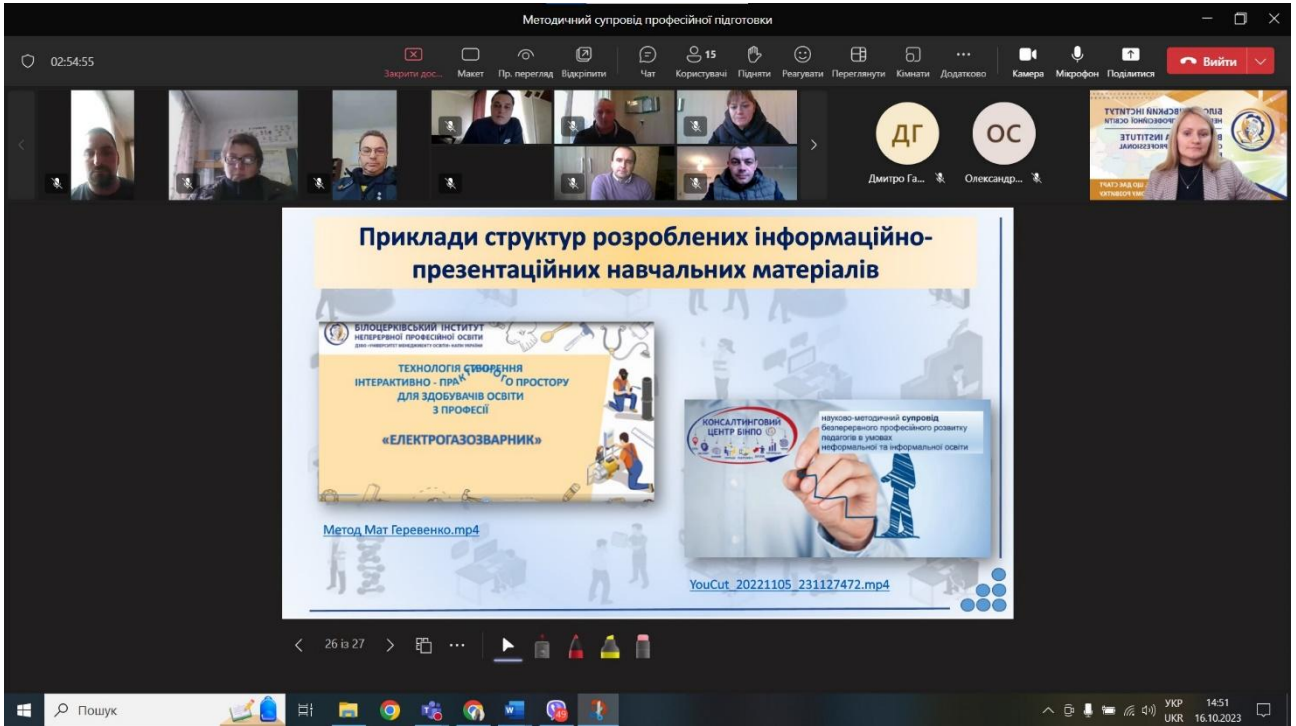 Методичний супровід професійної підготовки
02:54:55
Закрити дос...
Макет
Пр. перегляд
Відкріпити
Чат
15
Користувачі
Підняти
Реагувати
Переглянути
Кімнати
Додатково
Камера
Мікрофон
Поділитися
Вийти
ДГ
Дмитро Га...
ОС
Олександр...
Приклади структур розроблених інформаційно-
презентаційних навчальних матеріалів
БІЛОЦЕРКІВСЬКИЙ ІНСТИТУТ
НЕПЕРЕРВНОЇ ПРОФЕСІЙНОЇ ОСВІТИ
ТЕХНОЛОГІЯ СТВОРЕННЯ
ІНТЕРАКТИВНО - ПРАКТИЧНОГО ПРОСТОРУ
ДЛЯ ЗДОБУВАЧІВ ОСВІТИ
З ПРОФЕСІЇ
«ЕЛЕКТРОГАЗОЗВАРНИК»
Метод Мат Геревенко.mp4
КОНСАЛТИНГОВИЙ
ЦЕНТР БІНПО
науково-методичний супровід
безперервного професійного розвитку
педагогів в умовах
неформальної та інформальної освіти
YouCut_20221105_231127472.mp4
26 із 27
Пошук
49
УКР
UKR
14:51
16.10.2023